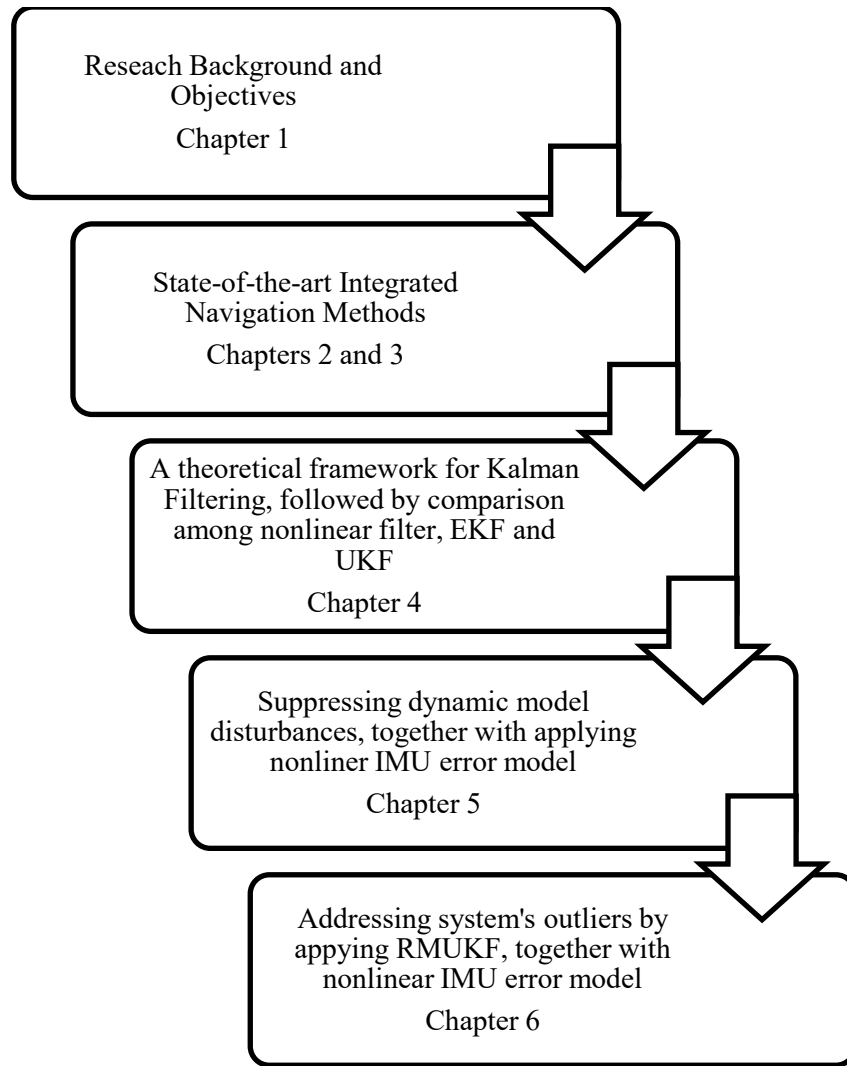 Reseach Background and
Objectives
Chapter 1
State-of-the-art Integrated
Navigation Methods
Chapters 2 and 3
A theoretical framework for Kalman
Filtering, followed by comparison
among nonlinear filter, EKF and
UKF
Chapter 4
Suppressing dynamic model
disturbances, together with applying
nonliner IMU error model
Chapter 5
Addressing system's outliers by
appying RMUKF, together with
nonlinear IMU error model
Chapter 6